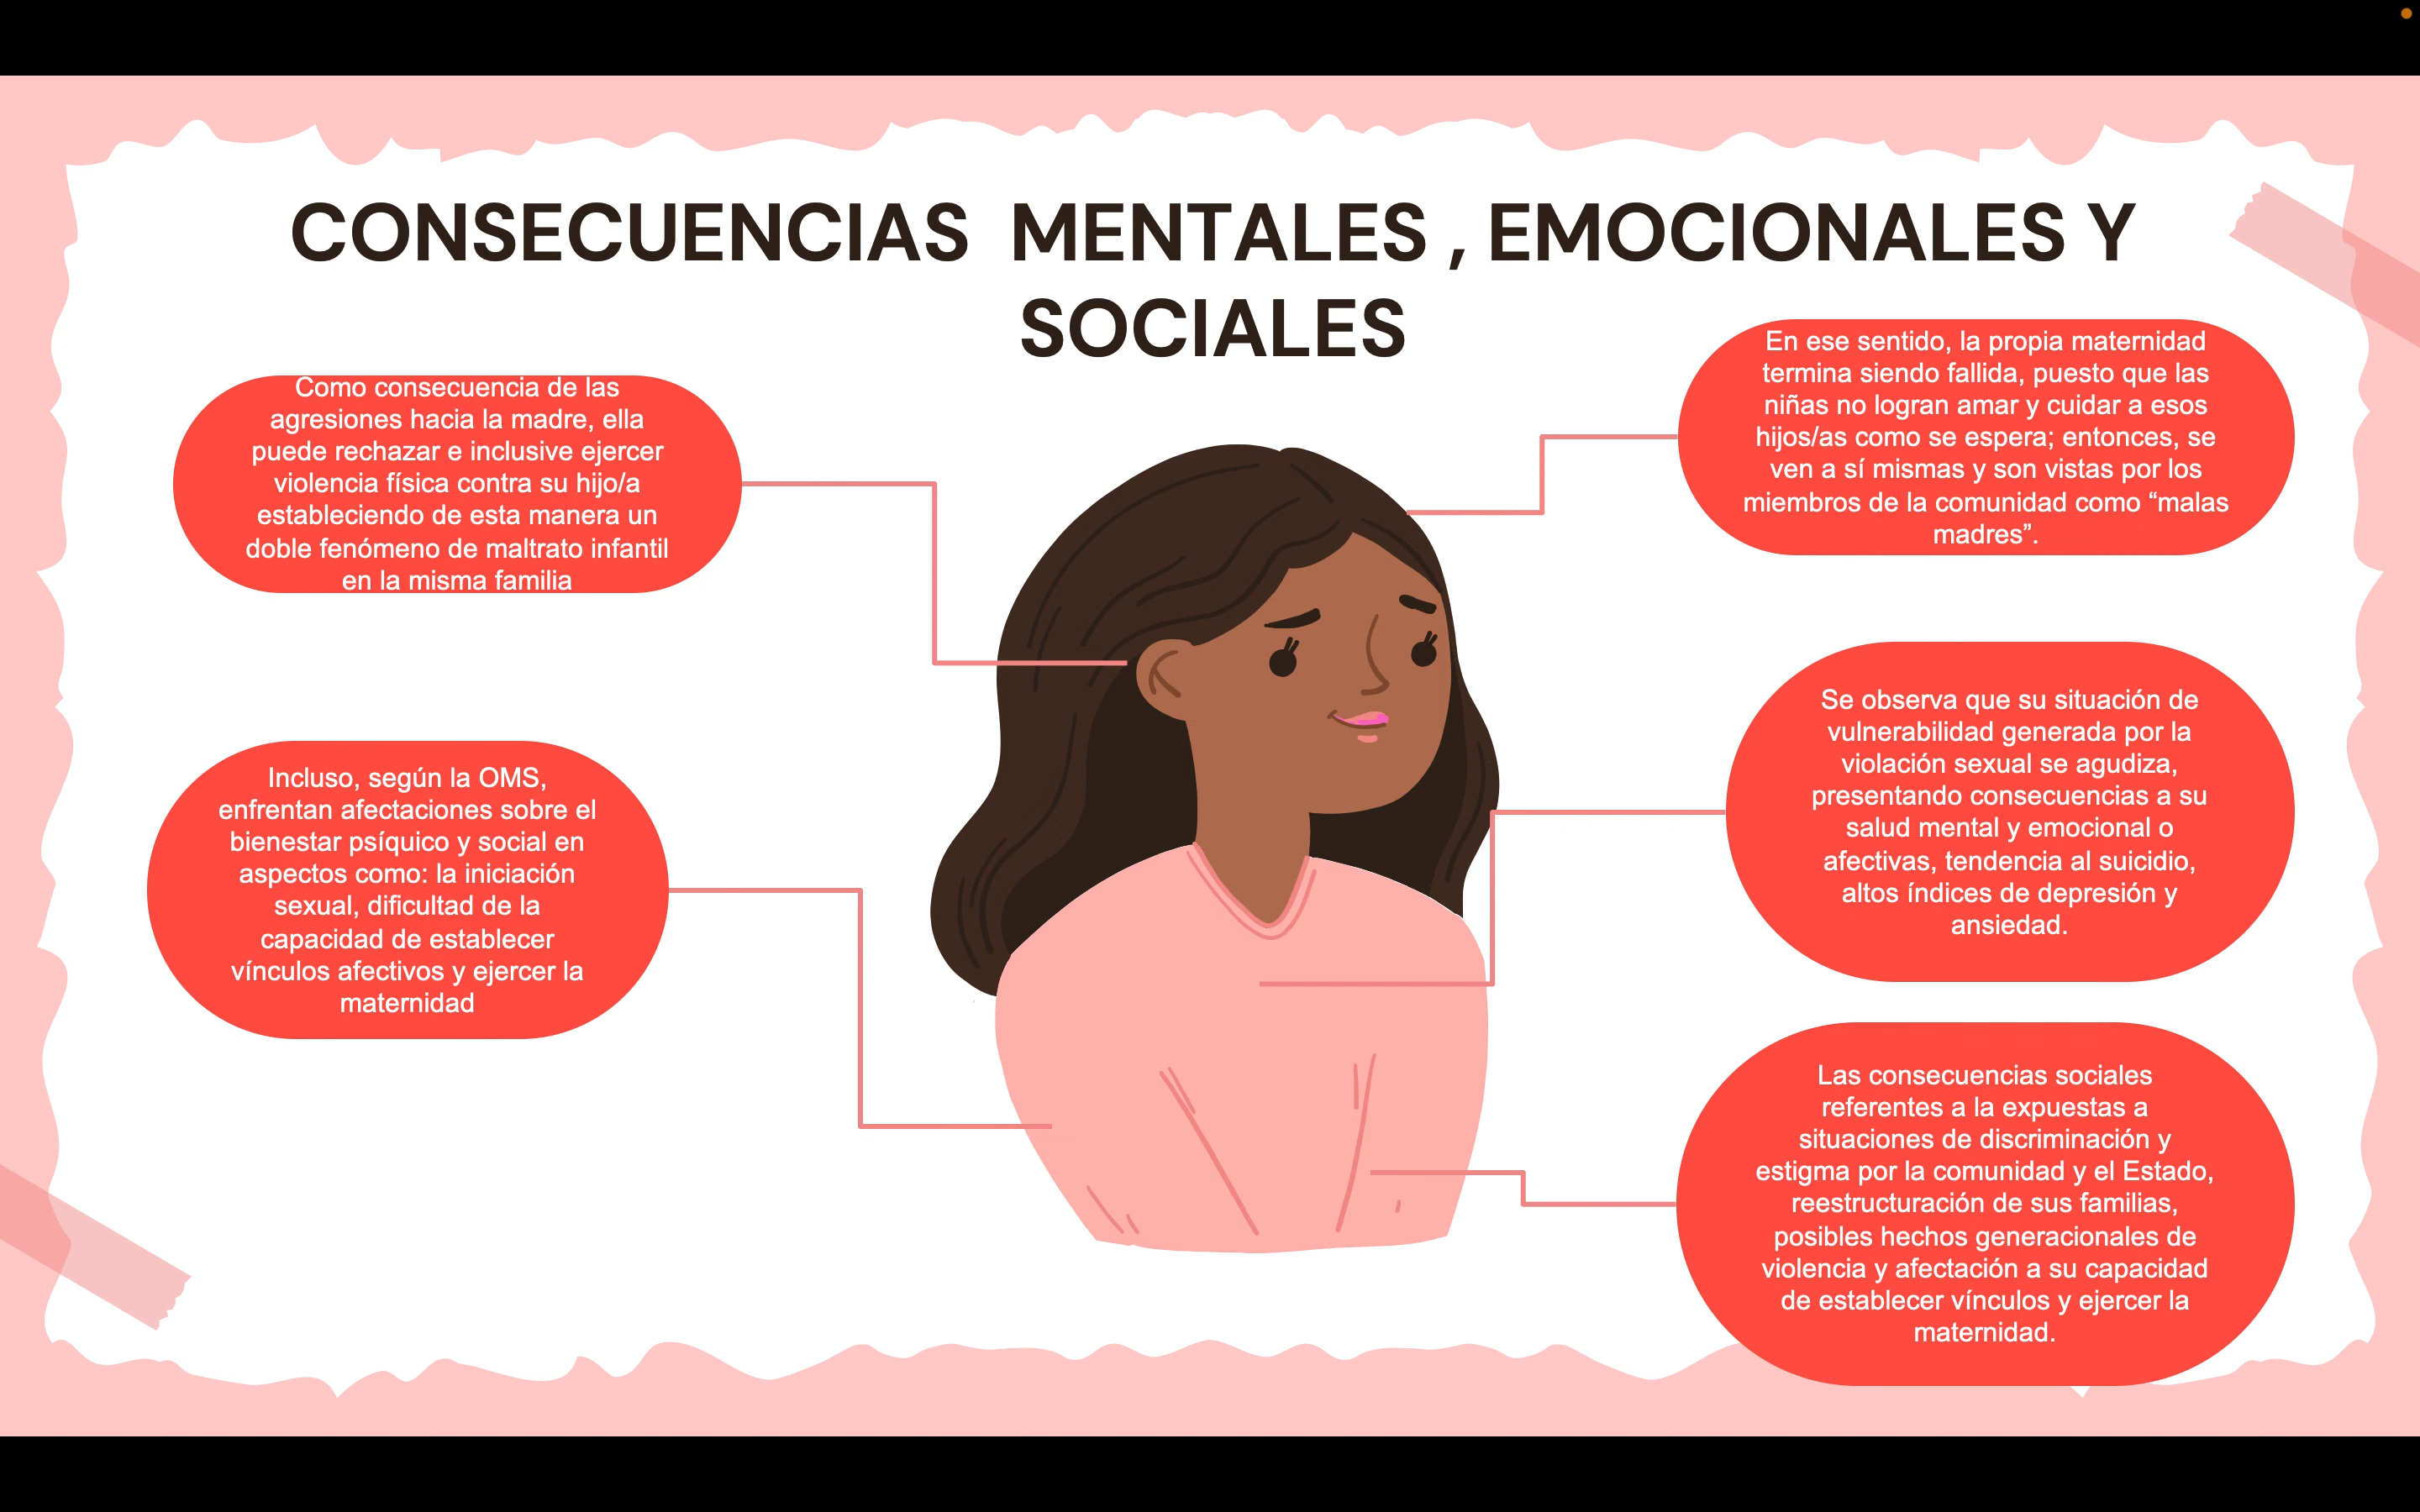 CONSECUENCIAS MENTALES , EMOCIONALES Y
SOCIALES
Como consecuencia de las
agresiones hacia la madre, ella
puede rechazar e inclusive ejercer
violencia física contra su hijo/a
estableciendo de esta manera un
doble fenómeno de maltrato infantil
en la misma familia
Incluso, según la OMS,
enfrentan afectaciones sobre el
bienestar psíquico y social en
aspectos como: la iniciación
sexual, dificultad de la
capacidad de establecer
vínculos afectivos y ejercer la
maternidad
En ese sentido, la propia maternidad
termina siendo fallida, puesto que las
niñas no logran amar y cuidar a esos
hijos/as como se espera; entonces, se
ven a sí mismas y son vistas por los
miembros de la comunidad como “malas
madres”.
Se observa que su situación de
vulnerabilidad generada por la
violación sexual se agudiza,
presentando consecuencias a su
salud mental y emocional o
afectivas, tendencia al suicidio,
altos índices de depresión y
ansiedad.
Las consecuencias sociales
referentes a la expuestas a
situaciones de discriminación y
estigma por la comunidad y el Estado,
reestructuración de sus familias,
posibles hechos generacionales de
violencia y afectación a su capacidad
de establecer vínculos y ejercer la
maternidad.